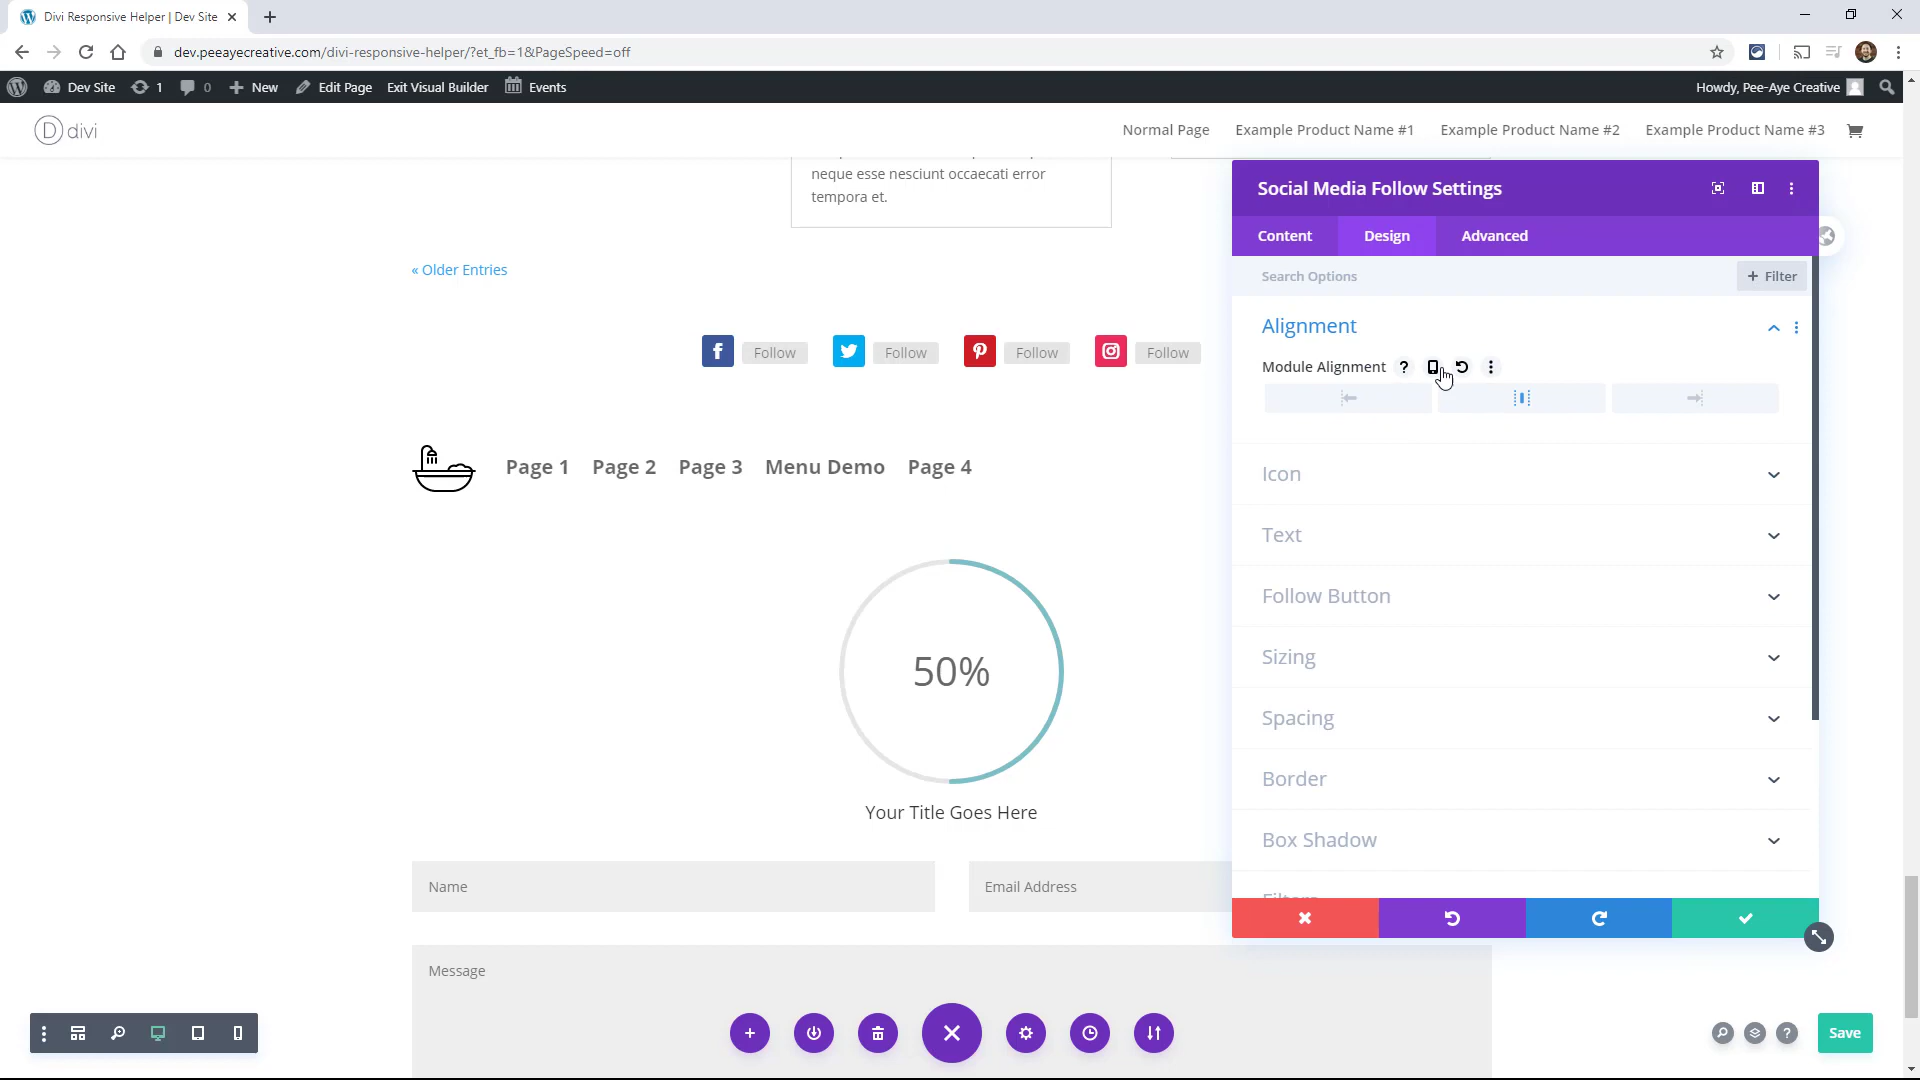 Divi Responsive Helper | Dev Site
dev.peeayecreative.com/divi-responsive-helper/?et_fb=1&PageSpeed=off
Dev Site 1 0 New Edit Page Exit Visual Builder Events Howdy, Pee-Aye Creative
D divi Normal Page Example Product Name #1 Example Product Name #2 Example Product Name #3
neque esse nesciunt occaecati error
tempora et.
« Older Entries
Follow Follow Follow Follow
Page 1 Page 2 Page 3 Menu Demo Page 4
50%
Your Title Goes Here
Name Email Address
Message
Social Media Follow Settings
Content Design Advanced
Search Options + Filter
Alignment
Module Alignment
Icon
Text
Follow Button
Sizing
Spacing
Border
Box Shadow
Save